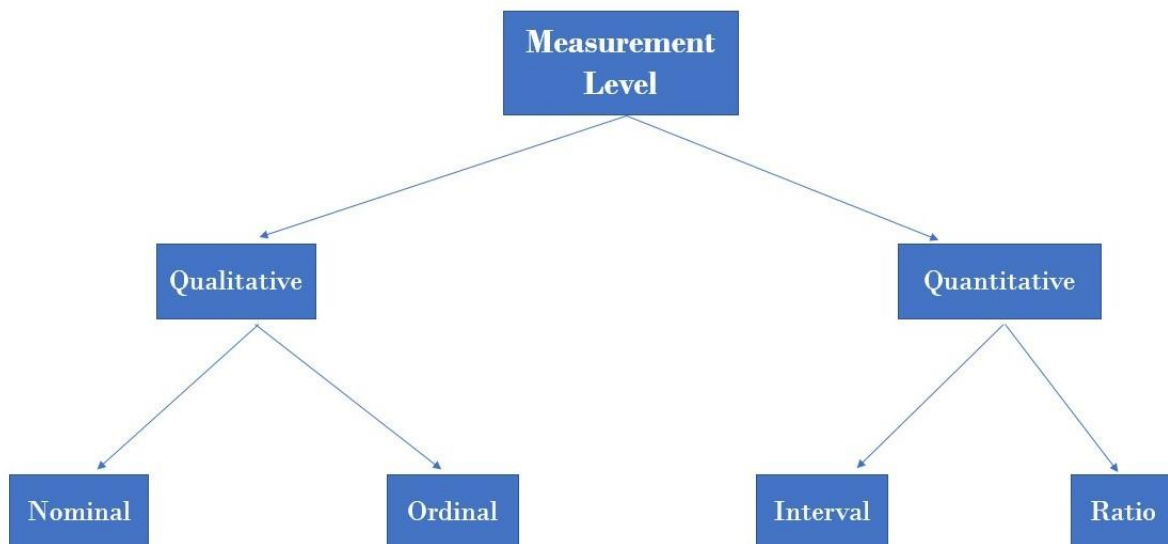 Measurement
Level
Qualitative
Quantitative
Nominal
Ordinal
Interval
Ratio